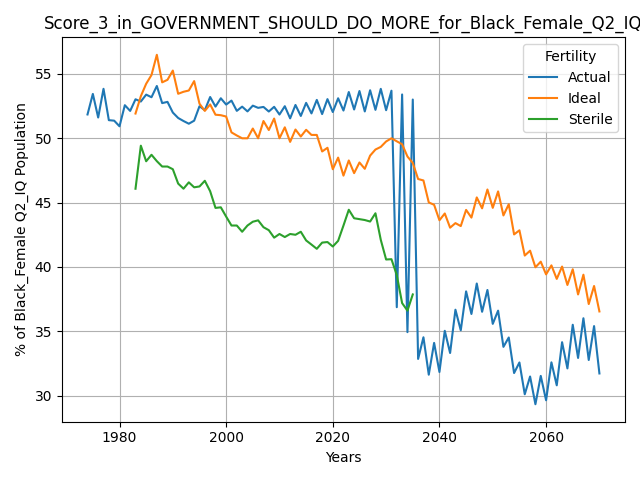 Score_3_in_GOVERNMENT_SHOULD_DO_MORE_for_Black_Female_Q2_IQ
% of Black_Female Q2_IQ Population
55
50
45
40
35
30
Fertility
Actual
Ideal
Sterile
1980
2000
2020
2040
2060
Years